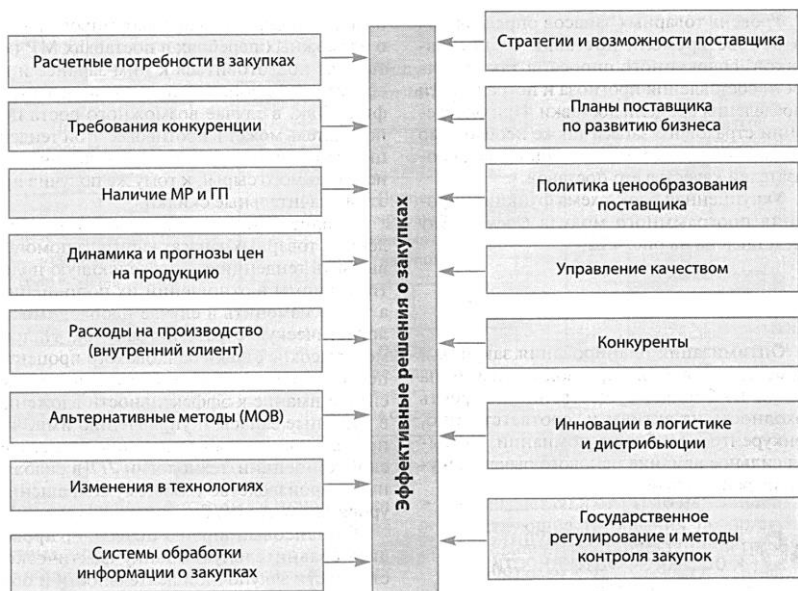 Расчетные потребности в закупках
Требования конкуренции
Наличие МР и ГП
Динамика и прогнозы цен
на продукцию
Расходы на производство
(внутренний клиент)
Альтернативные методы (МОВ)
Изменения в технологиях
Системы обработки
информации о закупках
Эффективные решения о закупках
Стратегии и возможности поставщика
Планы поставщика
по развитию бизнеса
Политика ценообразования
поставщика
Управление качеством
Конкуренты
Инновации в логистике
и дистрибьюции
Государственное
регулирование и методы
контроля закупок